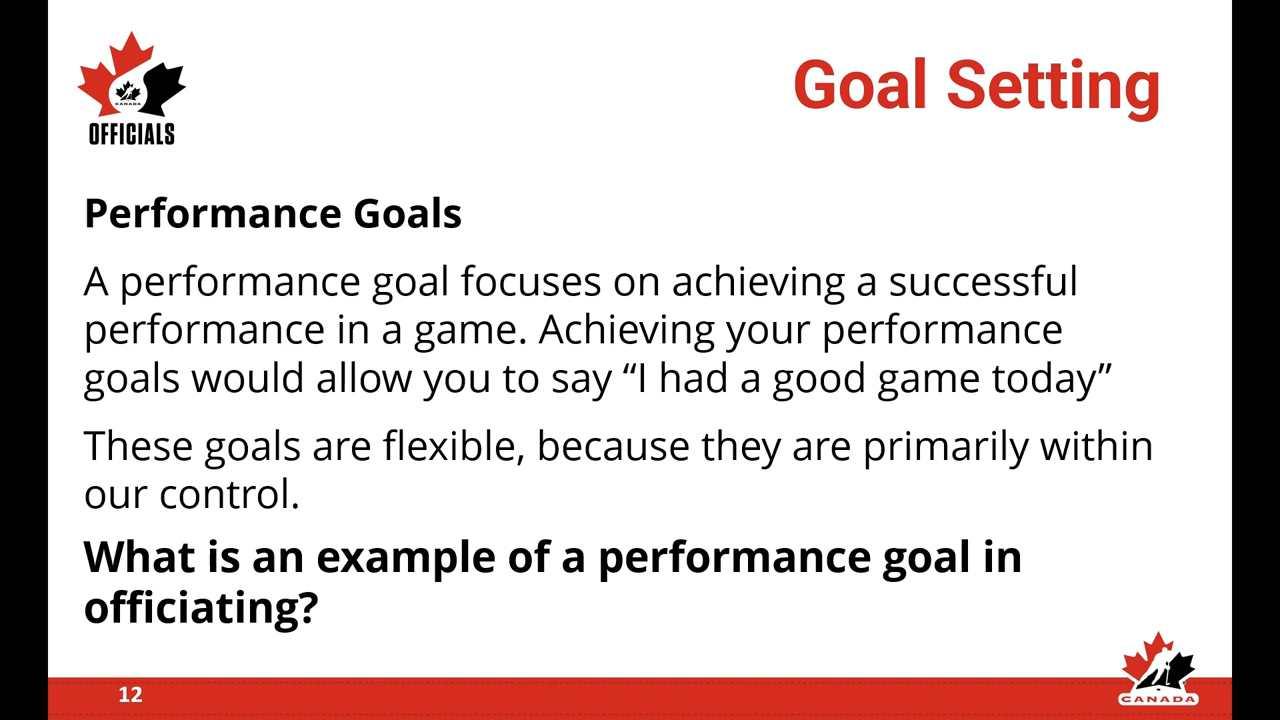 CANADA
OFFICIALS
Goal Setting
Performance Goals
A performance goal focuses on achieving a successful
performance in a game. Achieving your performance
goals would allow you to say “I had a good game today”
These goals are flexible, because they are primarily within
our control.
What is an example of a performance goal in
officiating?
12
CANADA